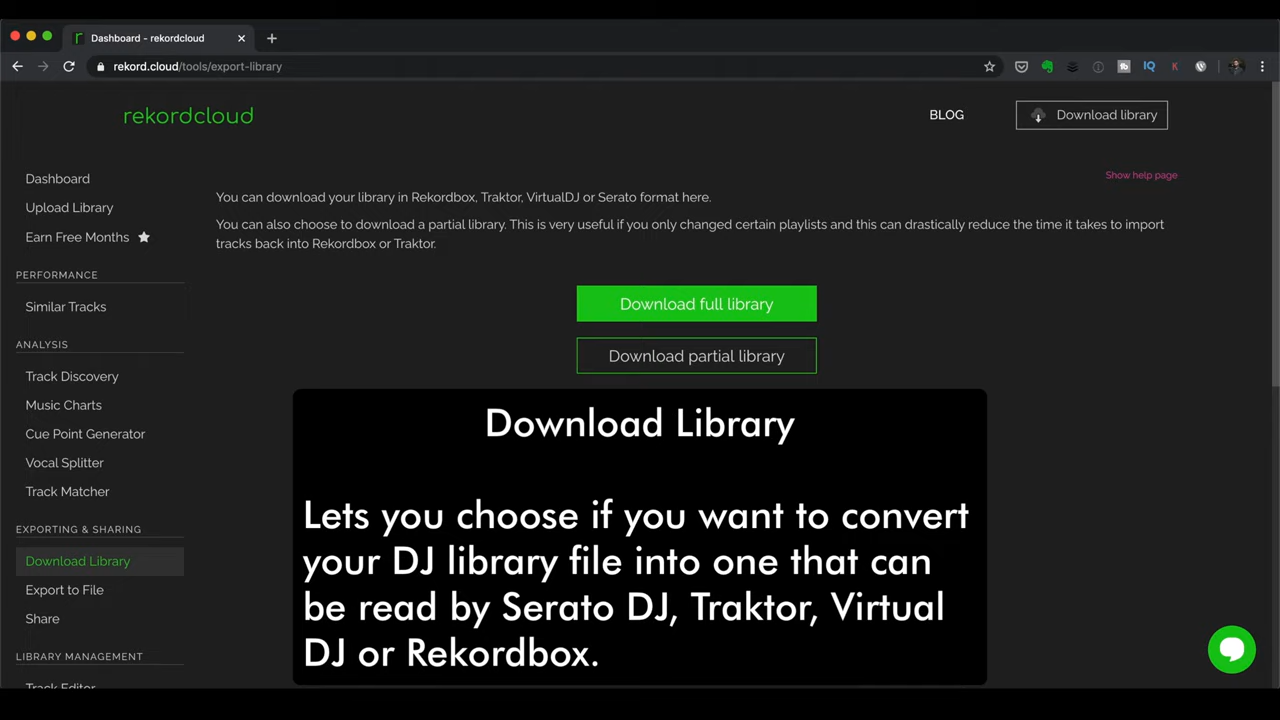 Dashboard - rekordcloud
rekord.cloud/tools/export-library
rekordcloud
BLOG
Download library
Show help page
Dashboard
Upload Library
Earn Free Months
PERFORMANCE
Similar Tracks
ANALYSIS
Track Discovery
Music Charts
Cue Point Generator
Vocal Splitter
Track Matcher
EXPORTING & SHARING
Download Library
Export to File
Share
LIBRARY MANAGEMENT
Track Editor
You can download your library in Rekordbox, Traktor, VirtualDJ or Serato format here.
You can also choose to download a partial library. This is very useful if you only changed certain playlists and this can drastically reduce the time it takes to import
tracks back into Rekordbox or Traktor.
Download full library
Download partial library
Download Library
Lets you choose if you want to convert
your DJ library file into one that can
be read by Serato DJ, Traktor, Virtual
DJ or Rekordbox.